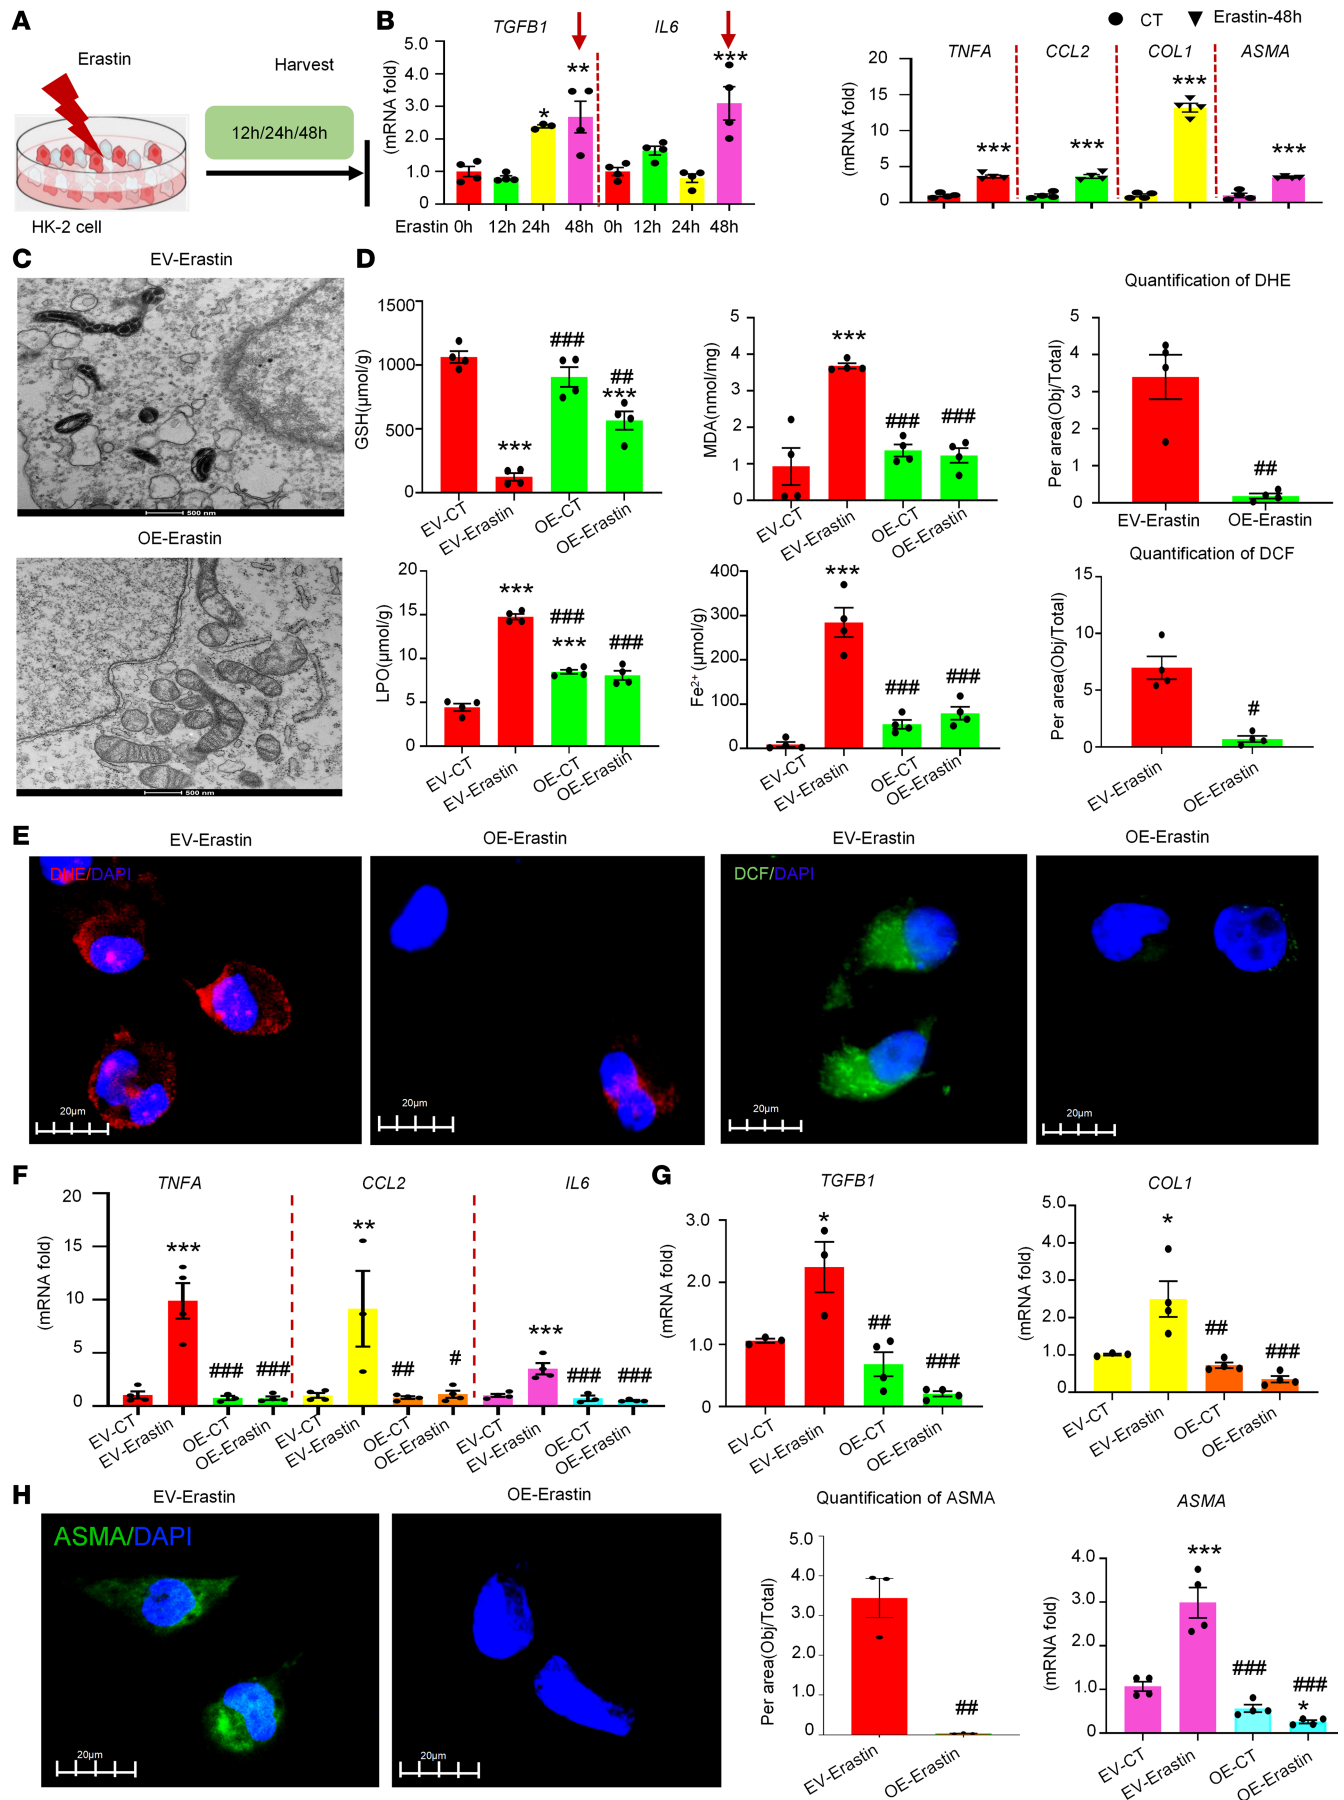 A
Erastin
Harvest
12h/24h/48h
HK-2 cell
B
TGFB1
IL6
(mRNA fold)
5.0
4.0
3.0
2.0
1.0
0
*
**
***
Erastin 0h 12h 24h 48h 0h 12h 24h 48h
CT Erastin-48h
TNFA CCL2 COL1 ASMA
(mRNA fold)
20
15
10
5
0
***
***
***
***
C
EV-Erastin
500 nm
OE-Erastin
500 nm
D
GSH(μmol/g)
1500
1000
500
0
***
###
##
***
EV-CT
EV-Erastin
OE-CT
OE-Erastin
MDA(nmol/mg)
5
4
3
2
1
0
***
###
###
EV-CT
EV-Erastin
OE-CT
OE-Erastin
Quantification of DHE
Per area(Obj/Total)
5
4
3
2
1
0
##
EV-Erastin
OE-Erastin
LPO(μmol/g)
20
15
10
5
0
***
###
***
###
EV-CT
EV-Erastin
OE-CT
OE-Erastin
Fe2+ (μmol/g)
400
300
200
100
0
***
###
###
EV-CT
EV-Erastin
OE-CT
OE-Erastin
Quantification of DCF
Per area(Obj/Total)
15
10
5
0
#
EV-Erastin
OE-Erastin
E
EV-Erastin
OE-Erastin
EV-Erastin
OE-Erastin
DHE/DAPI
DCF/DAPI
20μm
20μm
20μm
20μm
F
TNFA
CCL2
IL6
(mRNA fold)
20
15
10
5
0
***
###
###
**
##
#
***
###
###
EV-CT
EV-Erastin
OE-CT
OE-Erastin
EV-CT
EV-Erastin
OE-CT
OE-Erastin
EV-CT
EV-Erastin
OE-CT
OE-Erastin
G
TGFB1
(mRNA fold)
3.0
2.0
1.0
0
*
##
###
EV-CT
EV-Erastin
OE-CT
OE-Erastin
COL1
(mRNA fold)
5.0
4.0
3.0
2.0
1.0
0
*
##
###
EV-CT
EV-Erastin
OE-CT
OE-Erastin
H
EV-Erastin
OE-Erastin
ASMA/DAPI
20μm
20μm
Quantification of ASMA
Per area(Obj/Total)
5.0
4.0
3.0
2.0
1.0
0
##
EV-Erastin
OE-Erastin
ASMA
(mRNA fold)
4.0
3.0
2.0
1.0
0
***
###
###
*
EV-CT
EV-Erastin
OE-CT
OE-Erastin